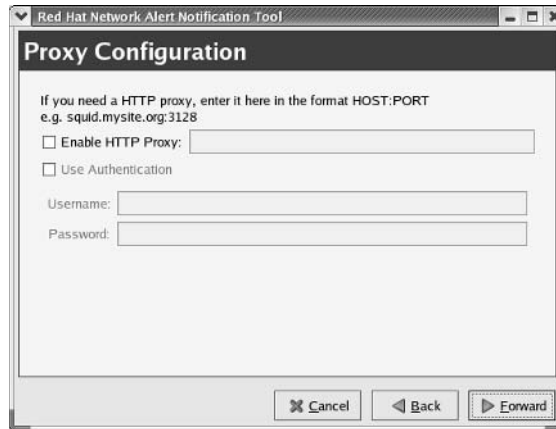 Red Hat Network Alert Notification Tool
Proxy Configuration
If you need a HTTP proxy, enter it here in the format HOST:PORT
e.g. squid.mysite.org:3128
Enable HTTP Proxy:
Use Authentication
Username:
Password:
Cancel Back Forward